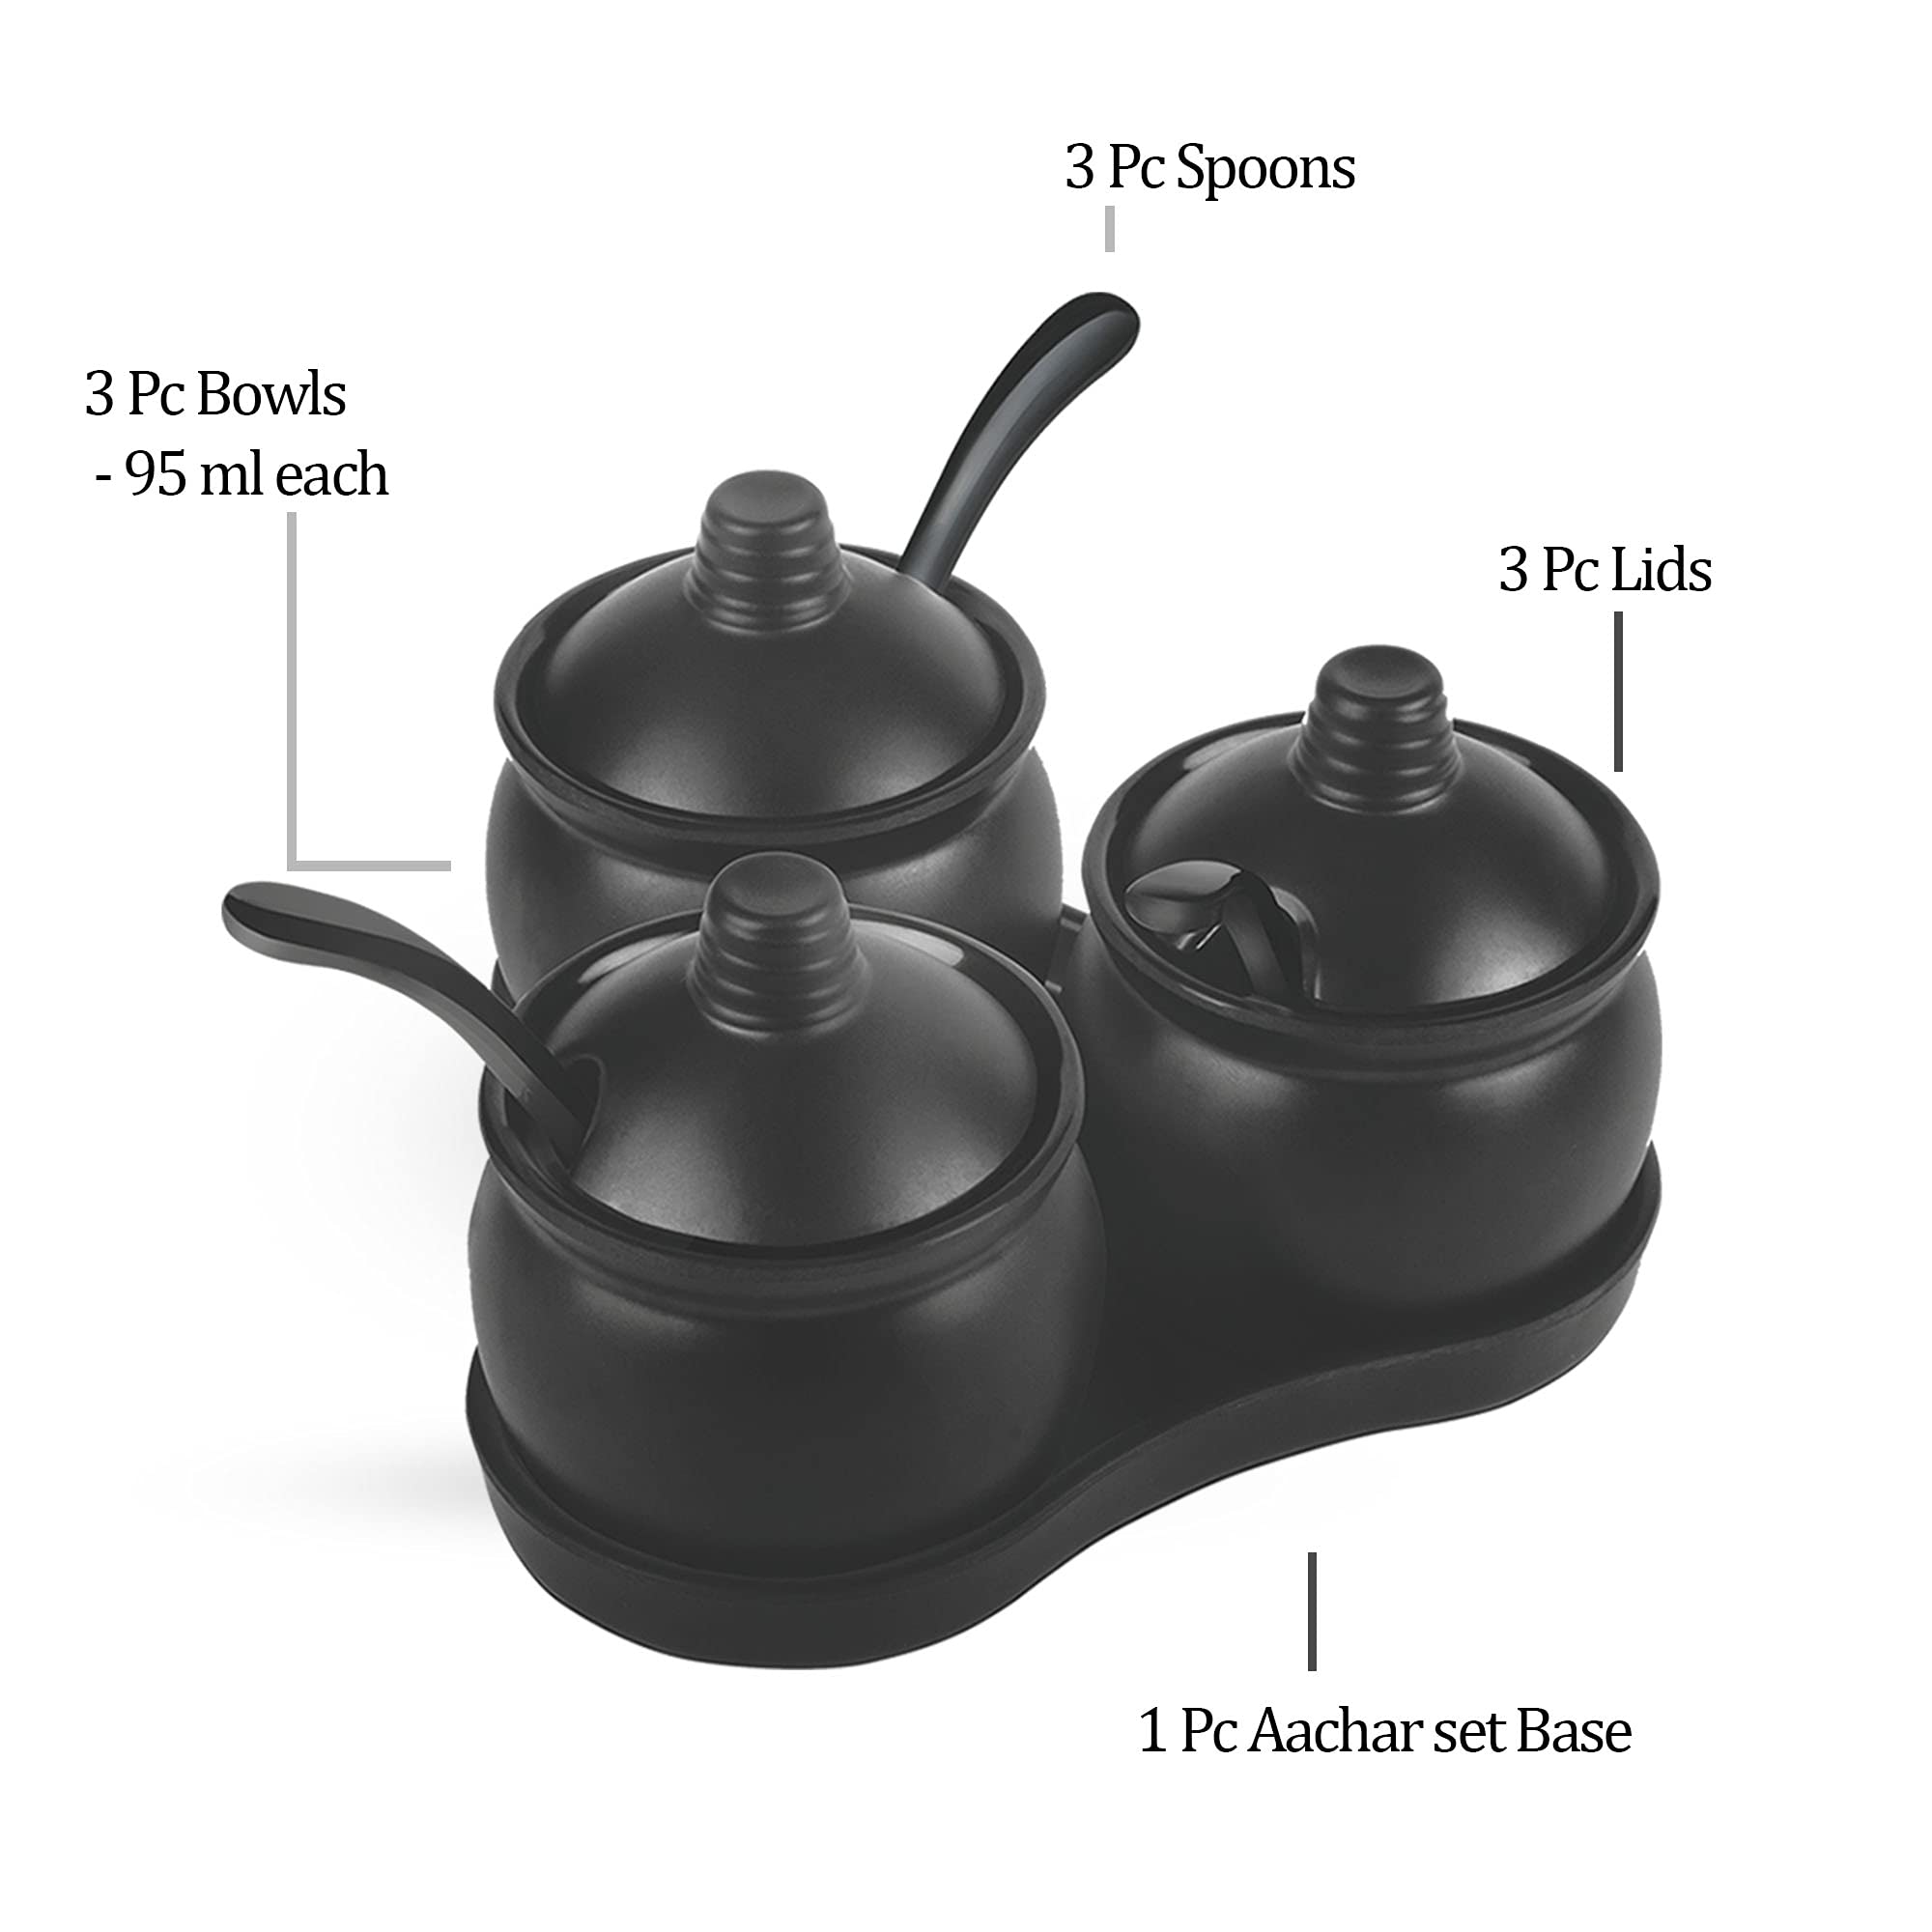 3 Pc Spoons
3 Pc Bowls
- 95 ml each
3 Pc Lids
1 Pc Aachar set Base